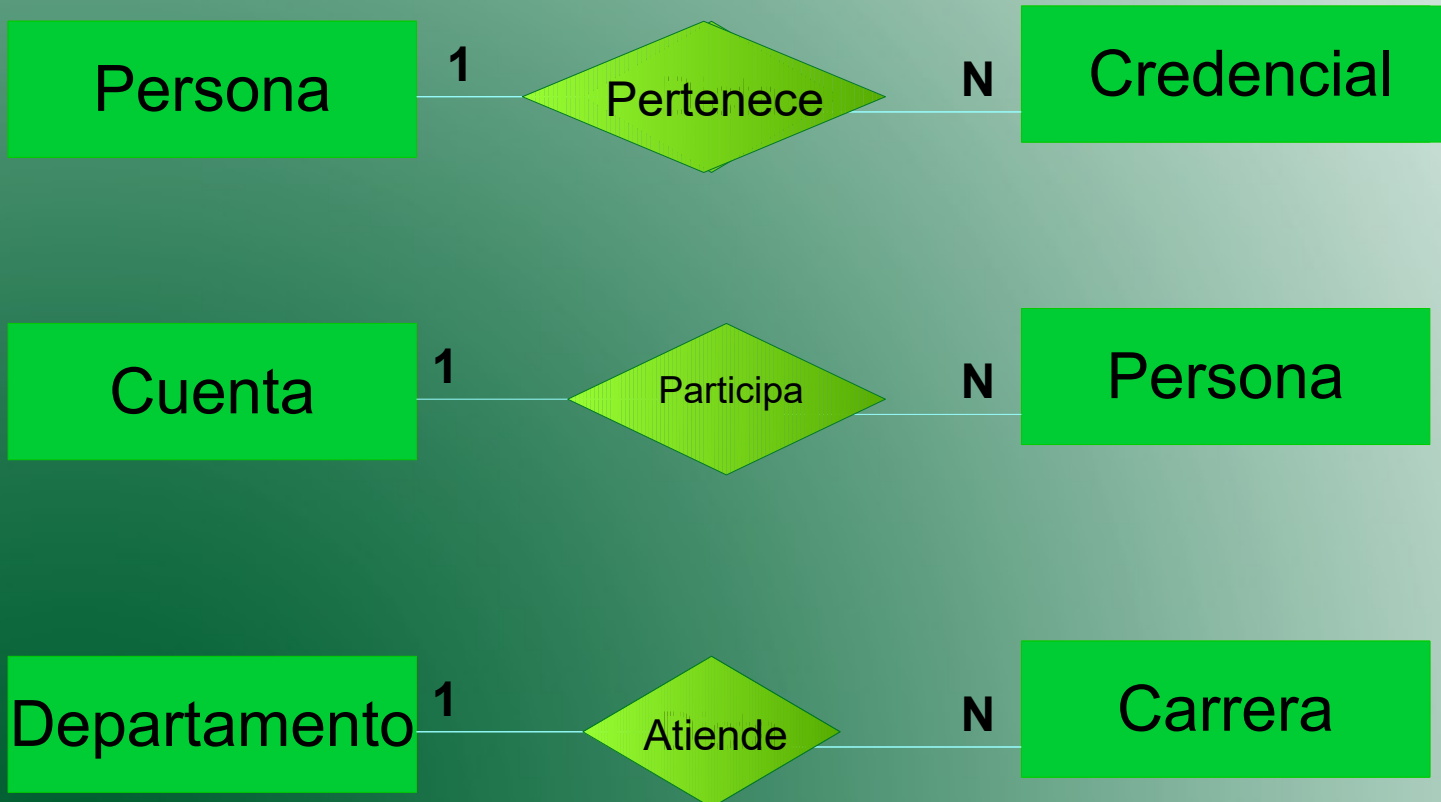 Persona 1 Pertenece N Credencial
Cuenta 1 Participa N Persona
Departamento 1 Atiende N Carrera